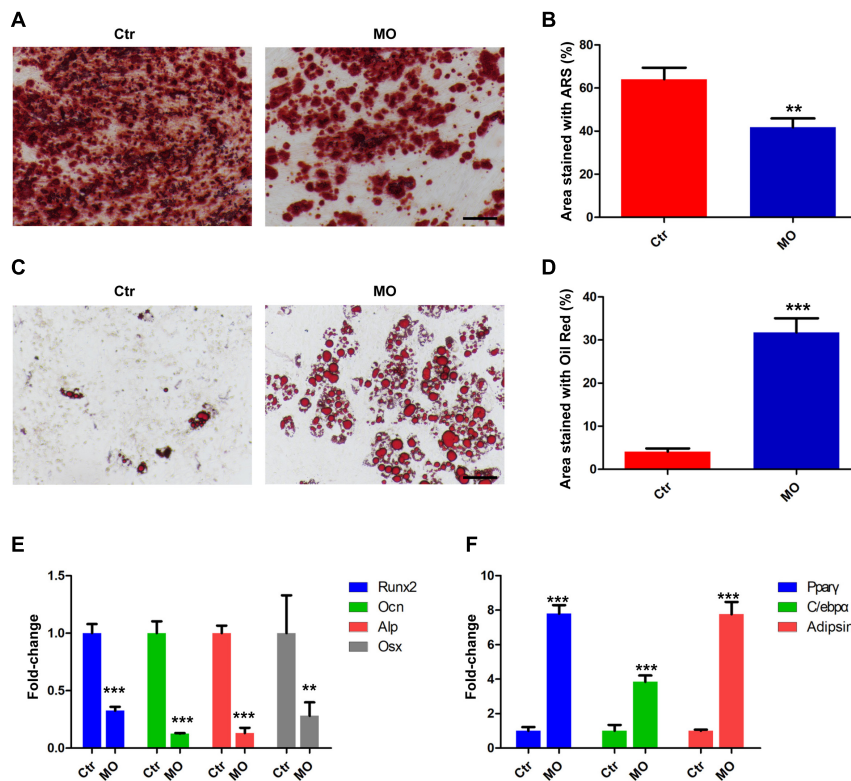 A
Ctr
MO
B
Area stained with ARS (%)
80
60
40
20
0
**
Ctr
MO
C
Ctr
MO
D
Area stained with Oil Red (%)
40
30
20
10
0
***
Ctr
MO
E
Fold-change
1.5
1.0
0.5
0.0
***
***
***
**
Ctr
MO
Ctr
MO
Ctr
MO
Ctr
MO
Runx2
Ocn
Alp
Osx
F
Fold-change
10
8
6
4
2
0
***
***
***
Ctr
MO
Ctr
MO
Ctr
MO
Pparγ
C/ebpα
Adipsin